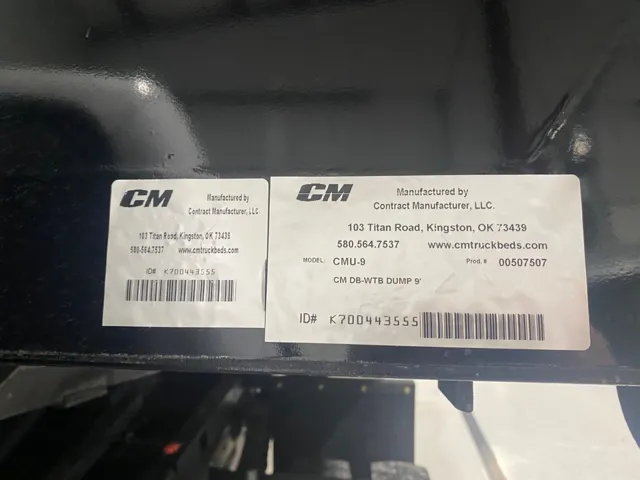 CM
Manufactured by
Contract Manufacturer, LLC.
103 Titan Road, Kingston, OK 73439
580-564.7537 www.cmtruckbeds.com
ID# K700443555
CM
Manufactured by
Contract Manufacturer, LLC.
103 Titan Road, Kingston, OK 73439
580.564.7537 www.cmtruckbeds.com
MODEL: CMU-9 Prod. # 00507507
CM DB-WTB DUMP 9'
ID# K700443555